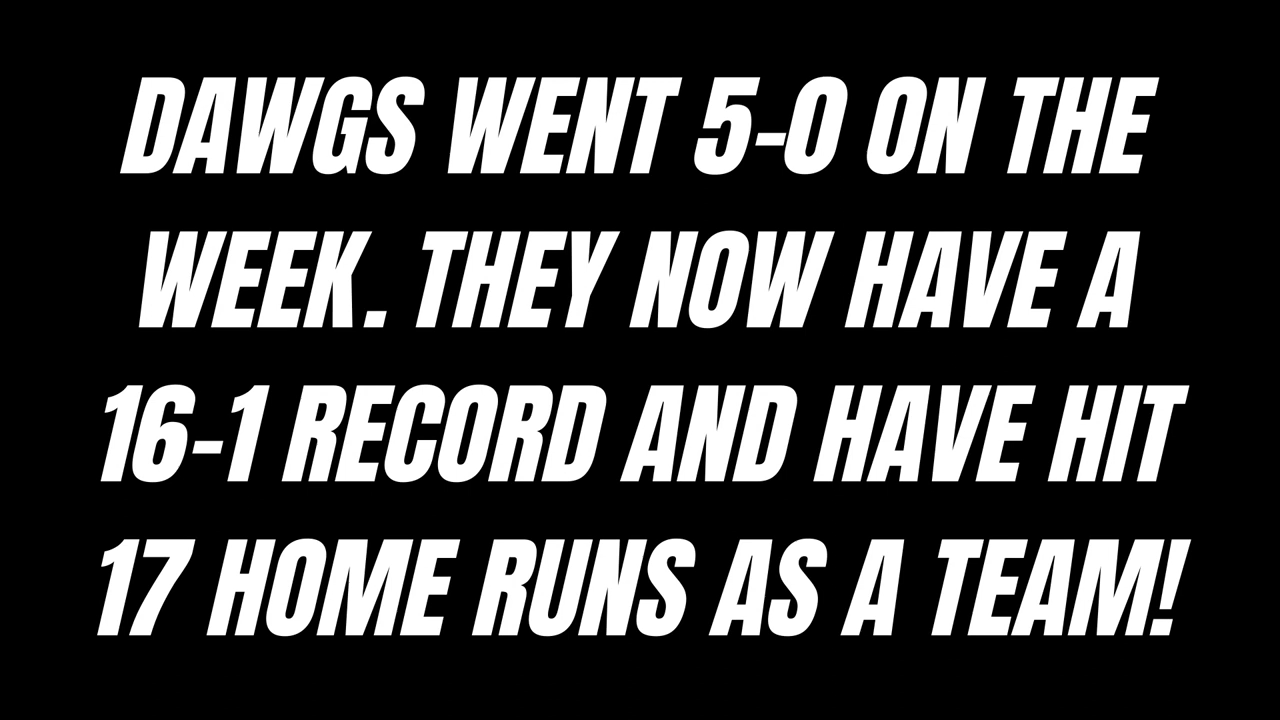 DAWGS WENT 5-0 ON THE
WEEK. THEY NOW HAVE A
16-1 RECORD AND HAVE HIT
17 HOME RUNS AS A TEAM!